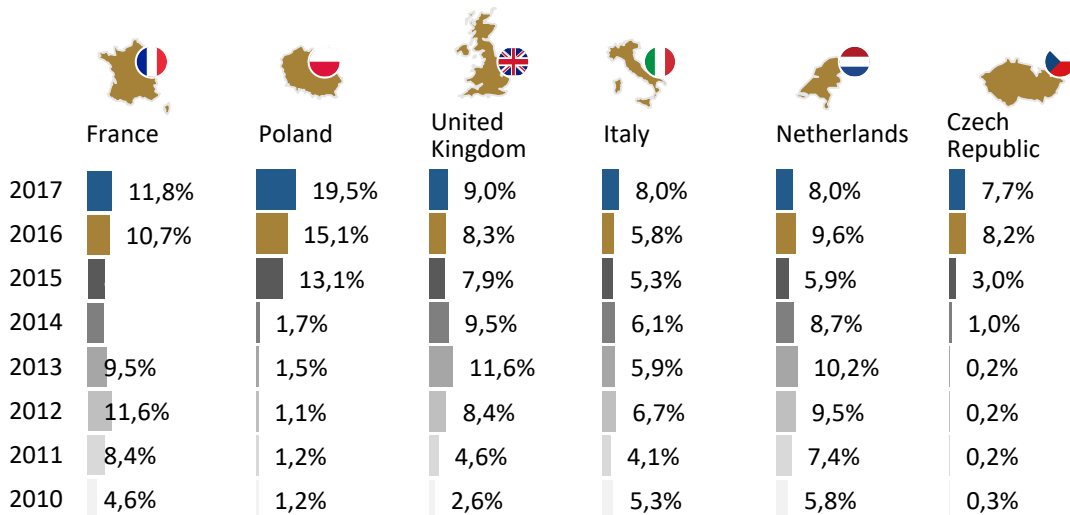 France Poland United Kingdom Italy Netherlands Czech Republic
2017 11,8% 19,5% 9,0% 8,0% 8,0% 7,7%
2016 10,7% 15,1% 8,3% 5,8% 9,6% 8,2%
2015 13,1% 7,9% 5,3% 5,9% 3,0%
2014 1,7% 9,5% 6,1% 8,7% 1,0%
2013 9,5% 1,5% 11,6% 5,9% 10,2% 0,2%
2012 11,6% 1,1% 8,4% 6,7% 9,5% 0,2%
2011 8,4% 1,2% 4,6% 4,1% 7,4% 0,2%
2010 4,6% 1,2% 2,6% 5,3% 5,8% 0,3%